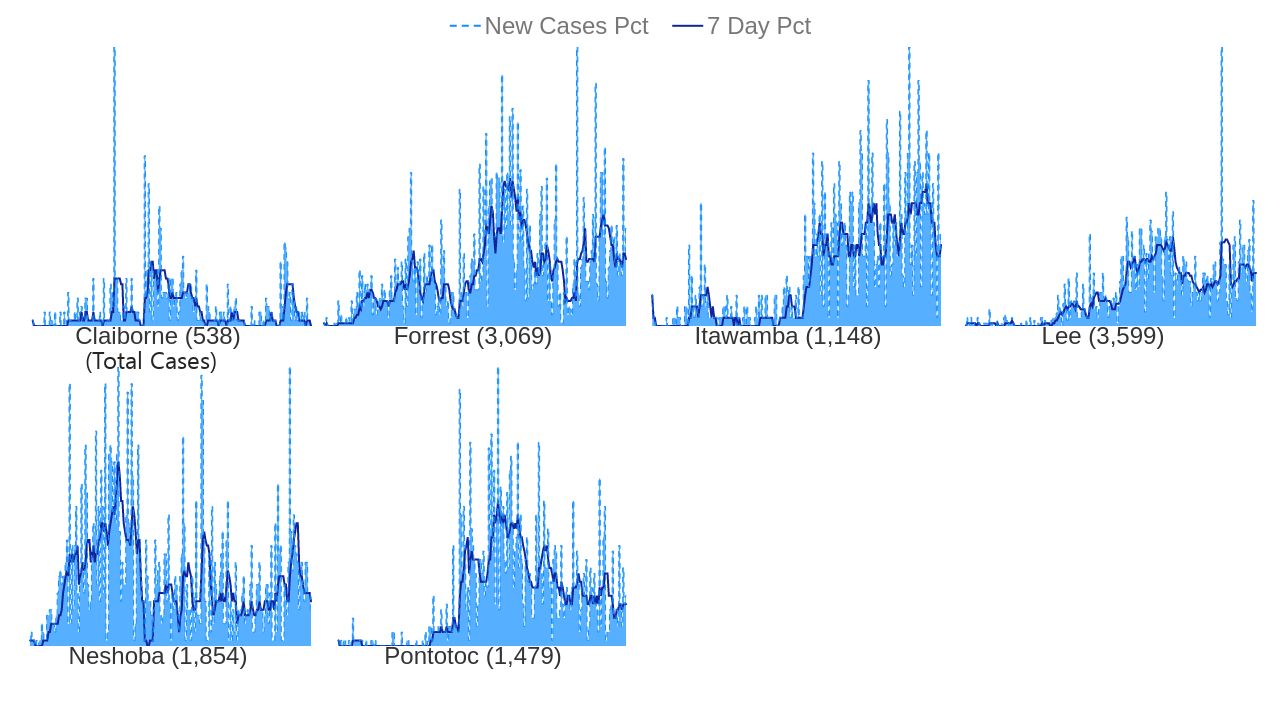 New Cases Pct 7 Day Pct
Claiborne (538) Forrest (3,069) Itawamba (1,148) Lee (3,599)
(Total Cases)
Neshoba (1,854) Pontotoc (1,479)